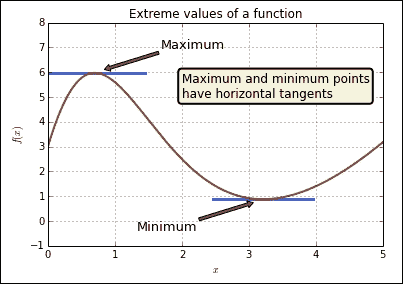 Extreme values of a function
8
Maximum
7
6
Maximum and minimum points
have horizontal tangents
5
4
f(x)
3
2
1
0
Minimum
−1
0 1 2 3 4 5
x